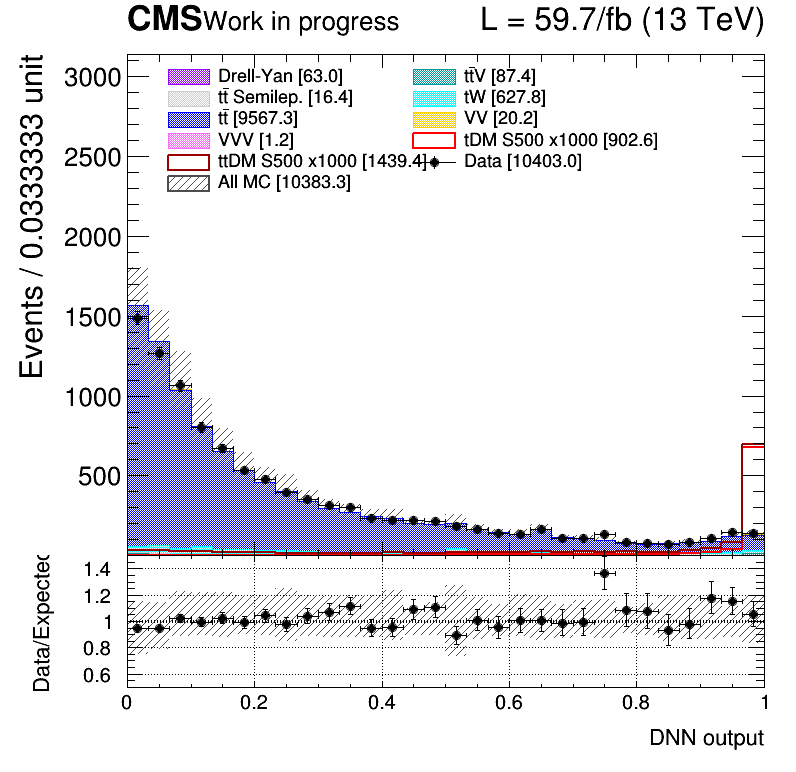 CMS Work in progress L = 59.7/fb (13 TeV)
Events / 0.0333333 unit
3000
2500
2000
1500
1000
500
Drell-Yan [63.0]
tt̄ Semilep. [16.4]
tt̄ [9567.3]
VVV [1.2]
ttDM S500 x1000 [1439.4]
All MC [10383.3]
tt̄V [87.4]
tW [627.8]
VV [20.2]
tDM S500 x1000 [902.6]
Data [10403.0]
Data/Expected
1.4
1.2
1
0.8
0.6
0 0.2 0.4 0.6 0.8 1
DNN output